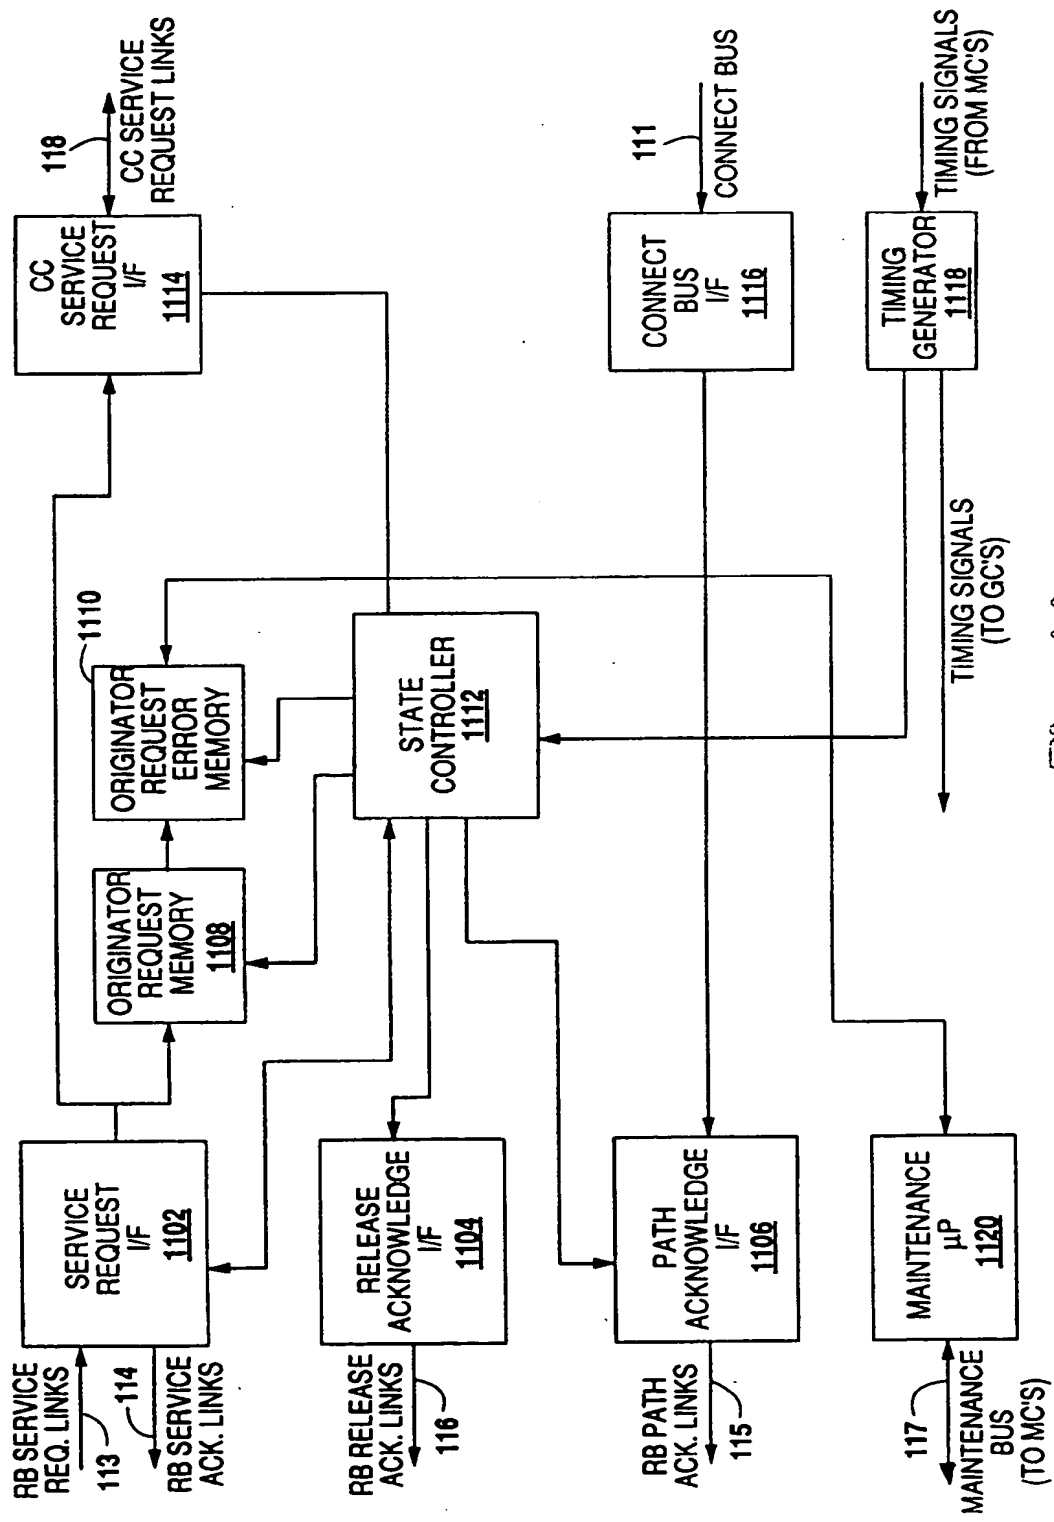 RB SERVICE
REQ. LINKS
113
114
RB SERVICE
ACK. LINKS
SERVICE
REQUEST
I/F
1102
ORIGINATOR
REQUEST
MEMORY
1108
ORIGINATOR
REQUEST
ERROR
MEMORY
1110
CC
SERVICE
REQUEST
I/F
1114
118
CC SERVICE
REQUEST LINKS
RB RELEASE
ACK. LINKS
116
RELEASE
ACKNOWLEDGE
I/F
1104
STATE
CONTROLLER
1112
RB PATH
ACK. LINKS
115
PATH
ACKNOWLEDGE
I/F
1106
CONNECT
BUS
I/F
1116
111
CONNECT BUS
117
MAINTENANCE
BUS
(TO MC'S)
MAINTENANCE
µP
1120
TIMING SIGNALS
(TO GC'S)
TIMING
GENERATOR
1118
TIMING SIGNALS
(FROM MC'S)